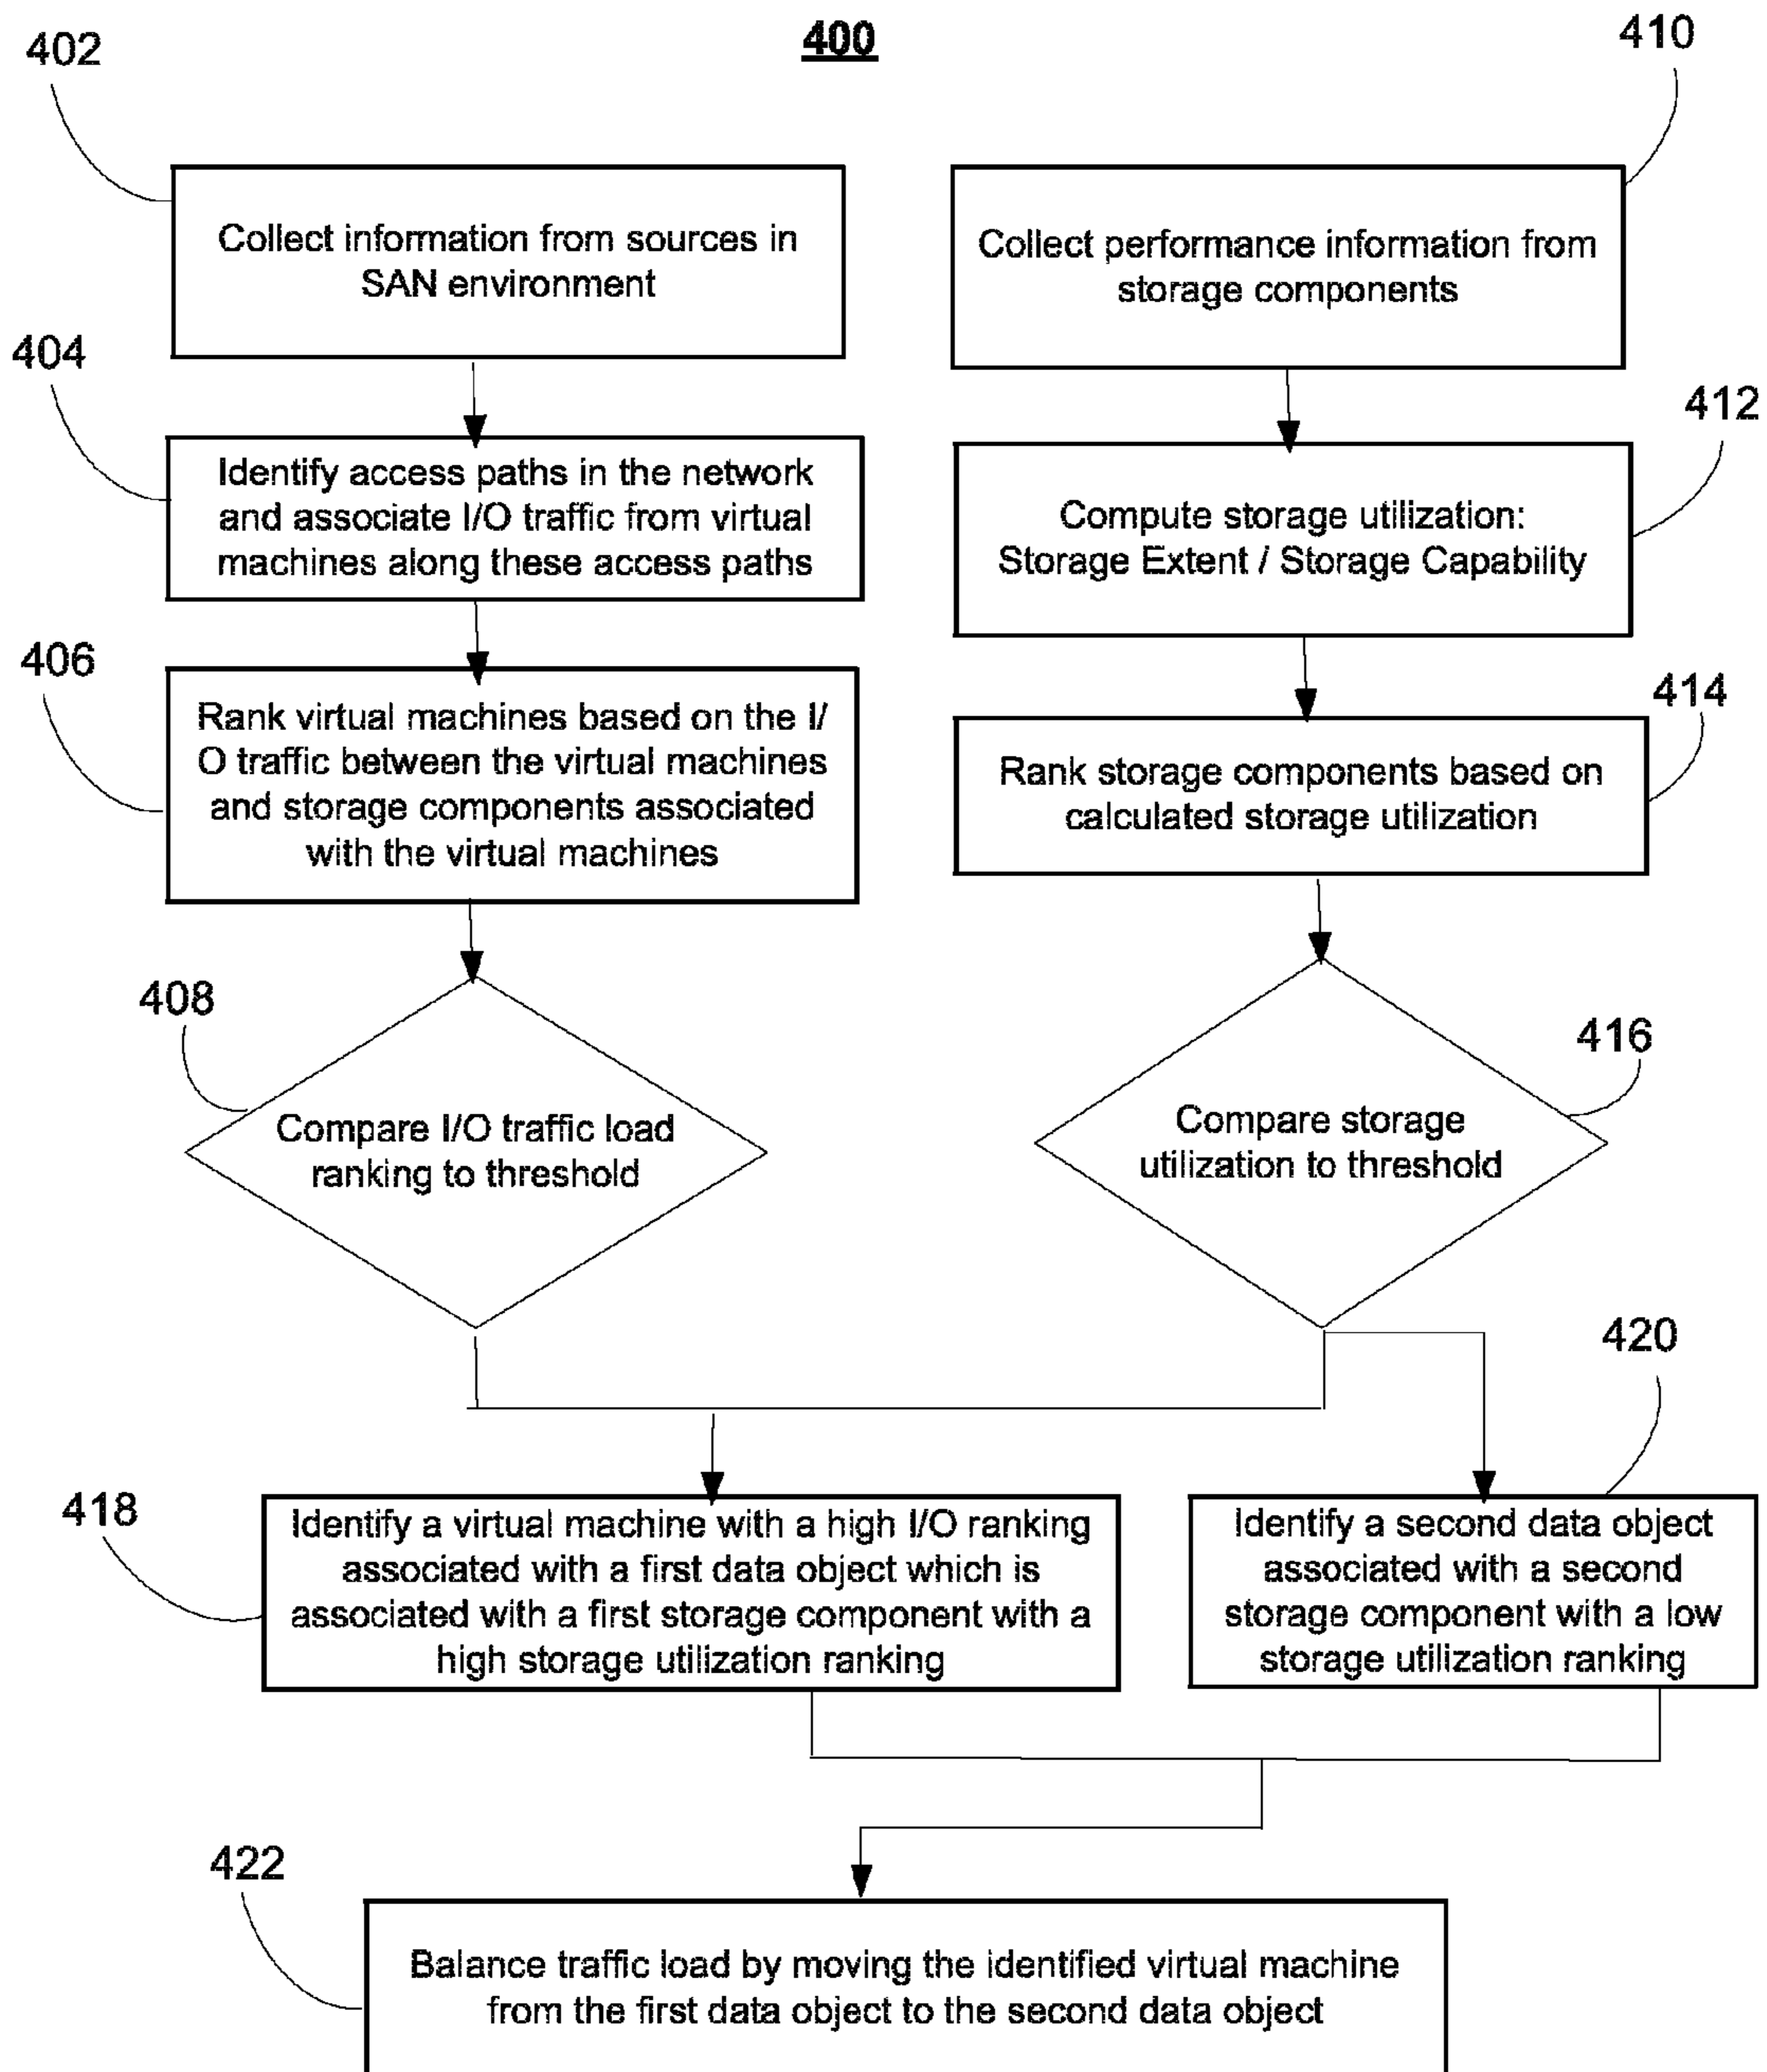 400
402
Collect information from sources in
SAN environment
404
Identify access paths in the network
and associate I/O traffic from virtual
machines along these access paths
406
Rank virtual machines based on the I/
O traffic between the virtual machines
and storage components associated
with the virtual machines
408
Compare I/O traffic load
ranking to threshold
410
Collect performance information from
storage components
412
Compute storage utilization:
Storage Extent / Storage Capability
414
Rank storage components based on
calculated storage utilization
416
Compare storage
utilization to threshold
418
Identify a virtual machine with a high I/O ranking
associated with a first data object which is
associated with a first storage component with a
high storage utilization ranking
420
Identify a second data object
associated with a second
storage component with a low
storage utilization ranking
422
Balance traffic load by moving the identified virtual machine
from the first data object to the second data object